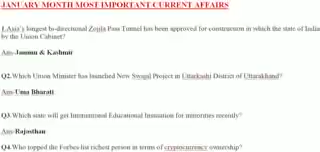 JANUARY MONTH MOST IMPORTANT CURRENT AFFAIRS
1.Asia's longest bi-directional Zojila Pass Tunnel has been approved for construction in which the state of India
by the Union Cabinet?
Ans-Jammu & Kashmir
Q2.Which Union Minister has launched New Swajal Project in Uttarkashi District of Uttarakhand?
Ans-Uma Bharati
Q3.Which state will get International Educational Institution for minorities recently?
Ans-Rajasthan
Q4.Who topped the Forbes-list richest person in terms of cryptocurrency ownership?